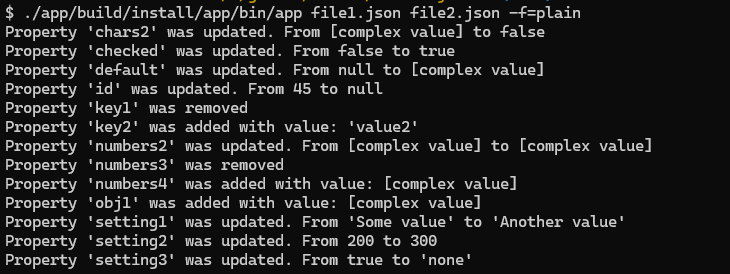 $ ./app/build/install/app/bin/app file1.json file2.json -f=plain
Property 'chars2' was updated. From [complex value] to false
Property 'checked' was updated. From false to true
Property 'default' was updated. From null to [complex value]
Property 'id' was updated. From 45 to null
Property 'key1' was removed
Property 'key2' was added with value: 'value2'
Property 'numbers2' was updated. From [complex value] to [complex value]
Property 'numbers3' was removed
Property 'numbers4' was added with value: [complex value]
Property 'obj1' was added with value: [complex value]
Property 'setting1' was updated. From 'Some value' to 'Another value'
Property 'setting2' was updated. From 200 to 300
Property 'setting3' was updated. From true to 'none'